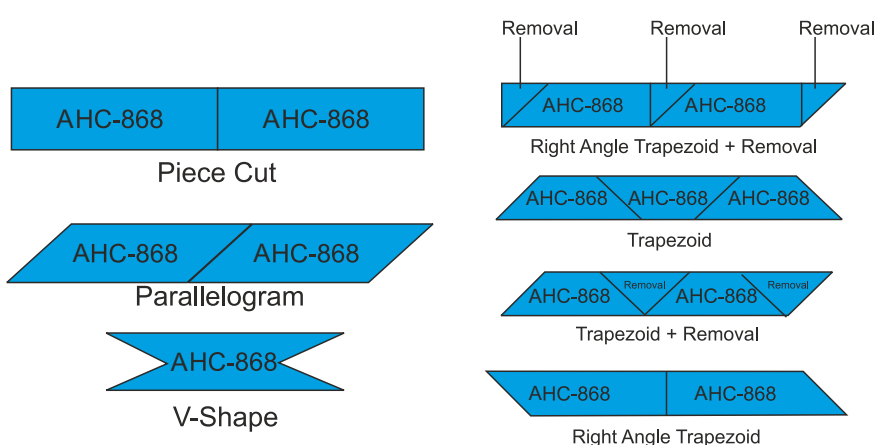 AHC-868 AHC-868
Piece Cut
AHC-868 AHC-868
Parallelogram
AHC-868
V-Shape
Removal Removal Removal
AHC-868 AHC-868
Right Angle Trapezoid + Removal
AHC-868 AHC-868 AHC-868
Trapezoid
AHC-868 Removal AHC-868 Removal
Trapezoid + Removal
AHC-868 AHC-868
Right Angle Trapezoid